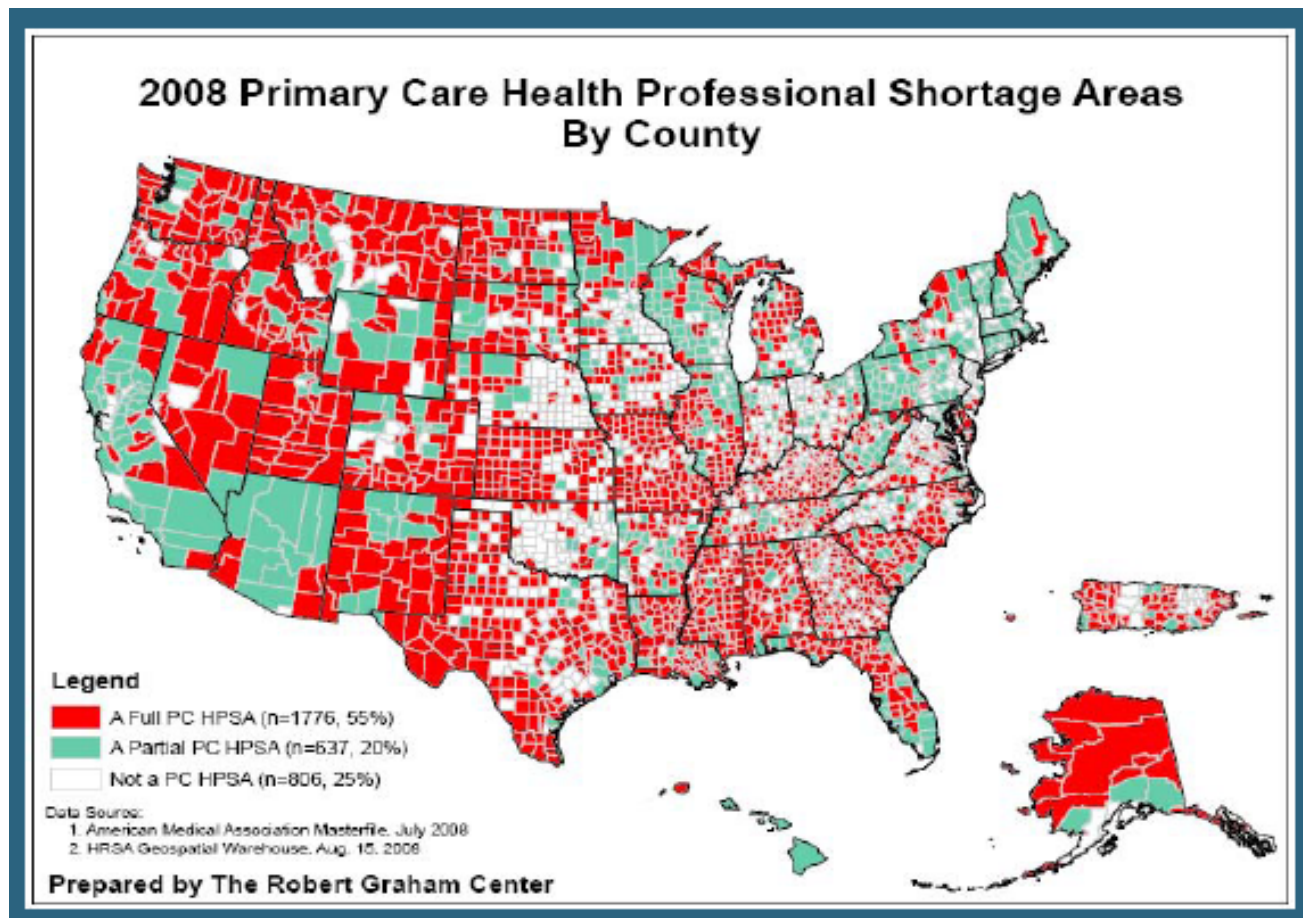 2008 Primary Care Health Professional Shortage Areas
By County
Legend
A Full PC HPSA (n=1776, 55%)
A Partial PC HPSA (n=637, 20%)
Not a PC HPSA (n=806, 25%)
Data Source:
1. American Medical Association Masterfile, July 2008
2. HRSA Geospatial Warehouse, Aug. 15, 2008
Prepared by The Robert Graham Center